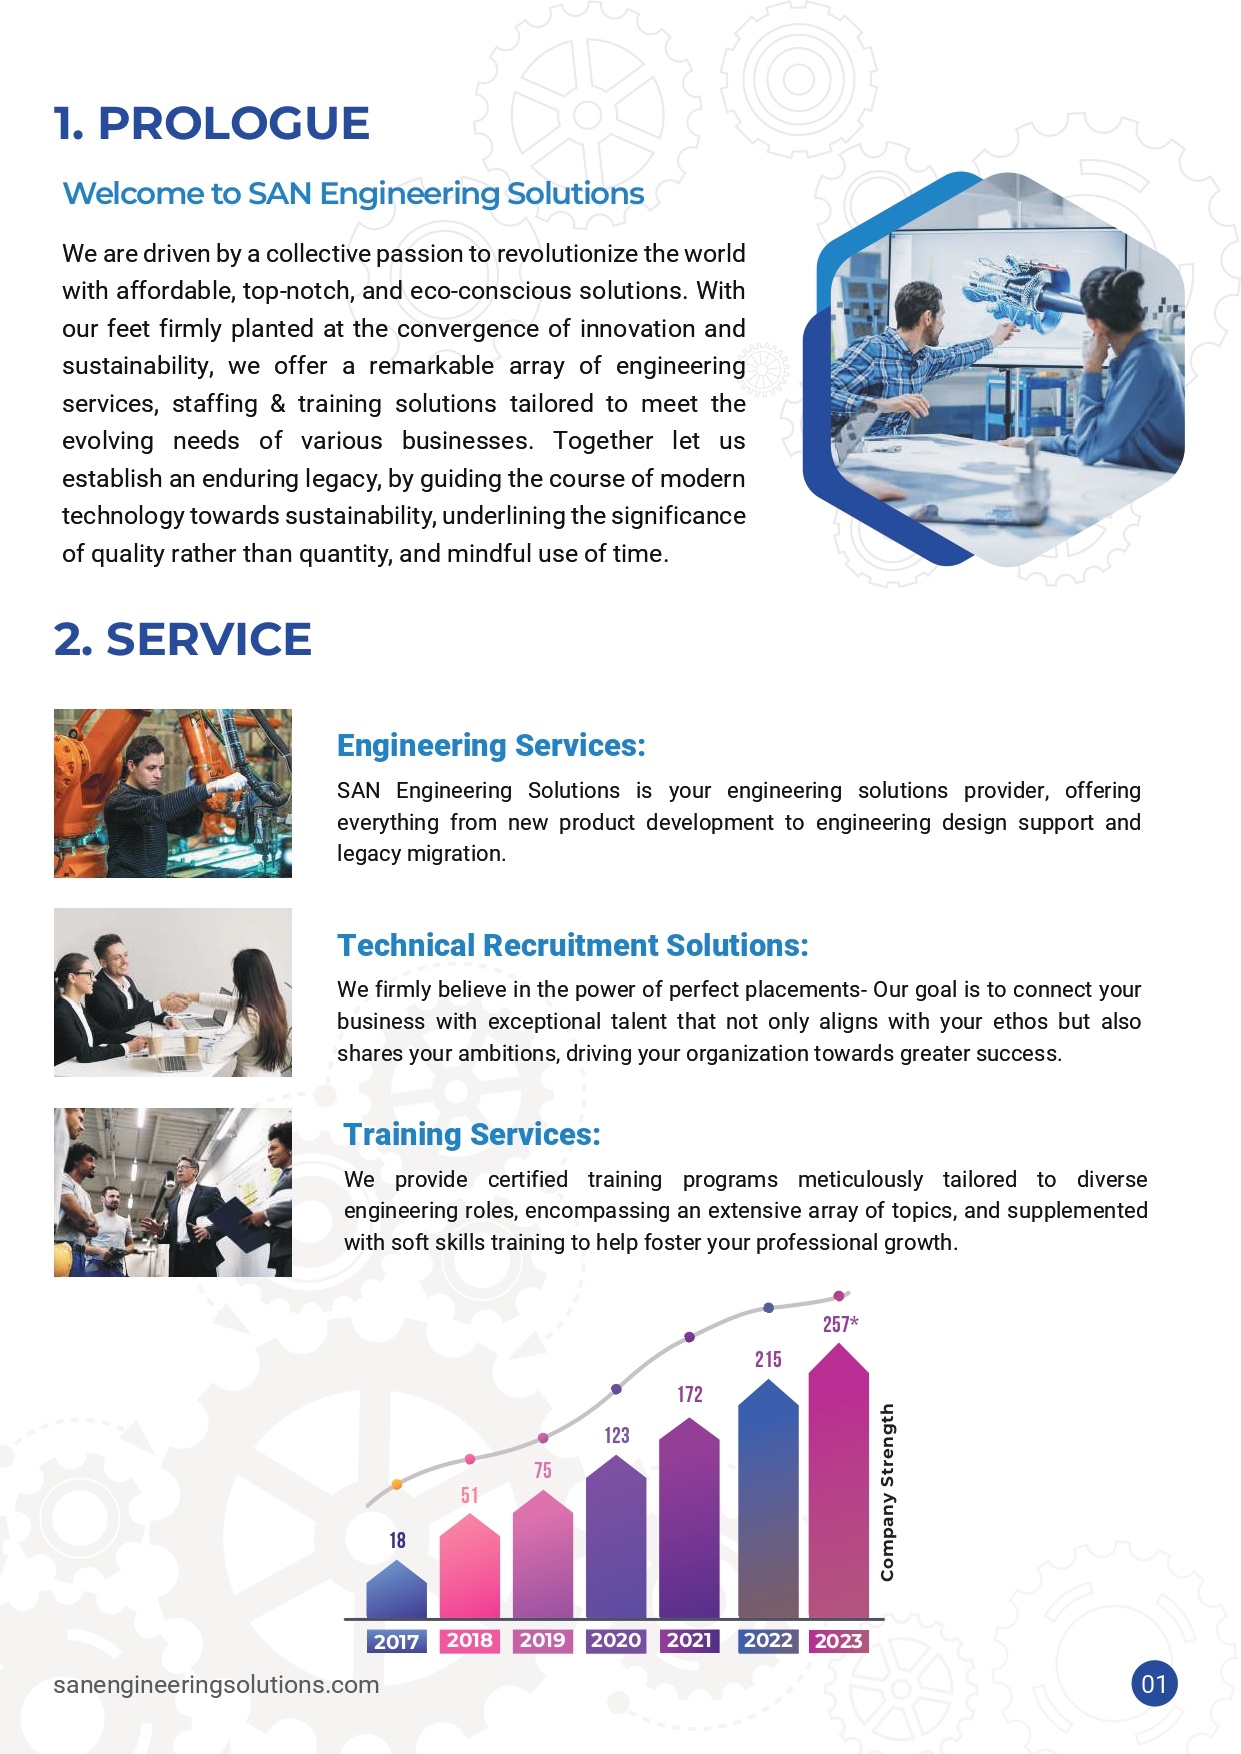 1. PROLOGUE
Welcome to SAN Engineering Solutions
We are driven by a collective passion to revolutionize the world
with affordable, top-notch, and eco-conscious solutions. With
our feet firmly planted at the convergence of innovation and
sustainability, we offer a remarkable array of engineering
services, staffing & training solutions tailored to meet the
evolving needs of various businesses. Together let us
establish an enduring legacy, by guiding the course of modern
technology towards sustainability, underlining the significance
of quality rather than quantity, and mindful use of time.
2. SERVICE
Engineering Services:
SAN Engineering Solutions is your engineering solutions provider, offering
everything from new product development to engineering design support and
legacy migration.
Technical Recruitment Solutions:
We firmly believe in the power of perfect placements- Our goal is to connect your
business with exceptional talent that not only aligns with your ethos but also
shares your ambitions, driving your organization towards greater success.
Training Services:
We provide certified training programs meticulously tailored to diverse
engineering roles, encompassing an extensive array of topics, and supplemented
with soft skills training to help foster your professional growth.
18
51
75
123
172
215
257*
Company Strength
2017 2018 2019 2020 2021 2022 2023
sanengineeringsolutions.com
01